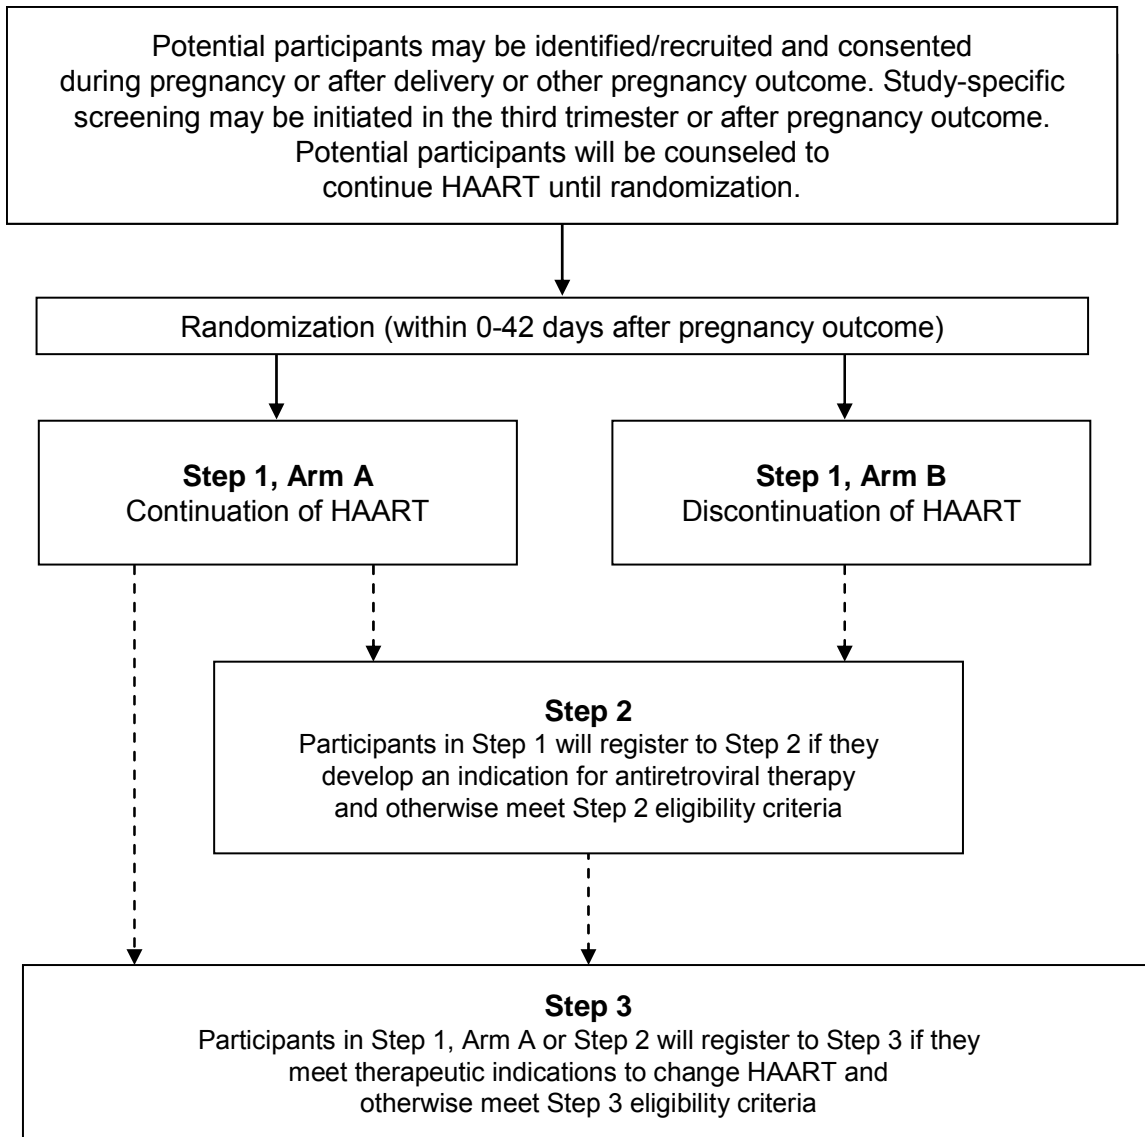 Potential participants may be identified/recruited and consented
during pregnancy or after delivery or other pregnancy outcome. Study-specific
screening may be initiated in the third trimester or after pregnancy outcome.
Potential participants will be counseled to
continue HAART until randomization.
Randomization (within 0-42 days after pregnancy outcome)
Step 1, Arm A
Continuation of HAART
Step 1, Arm B
Discontinuation of HAART
Step 2
Participants in Step 1 will register to Step 2 if they
develop an indication for antiretroviral therapy
and otherwise meet Step 2 eligibility criteria
Step 3
Participants in Step 1, Arm A or Step 2 will register to Step 3 if they
meet therapeutic indications to change HAART and
otherwise meet Step 3 eligibility criteria